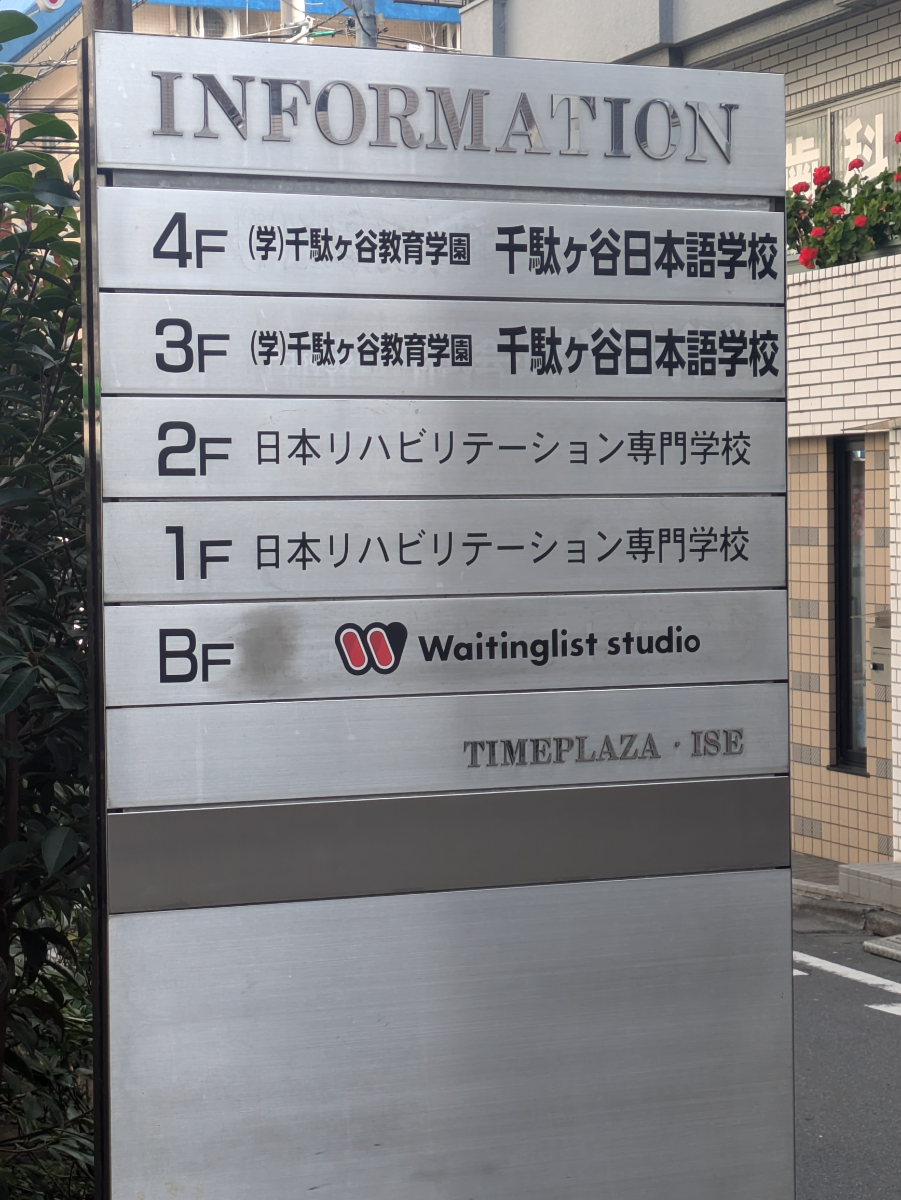 INFORMATION
4F (学)千駄ヶ谷教育学園 千駄ヶ谷日本語学校
3F (学)千駄ヶ谷教育学園 千駄ヶ谷日本語学校
2F 日本リハビリテーション専門学校
1F 日本リハビリテーション専門学校
BF Waitinglist studio
TIMEPLAZA・ISE
歯科